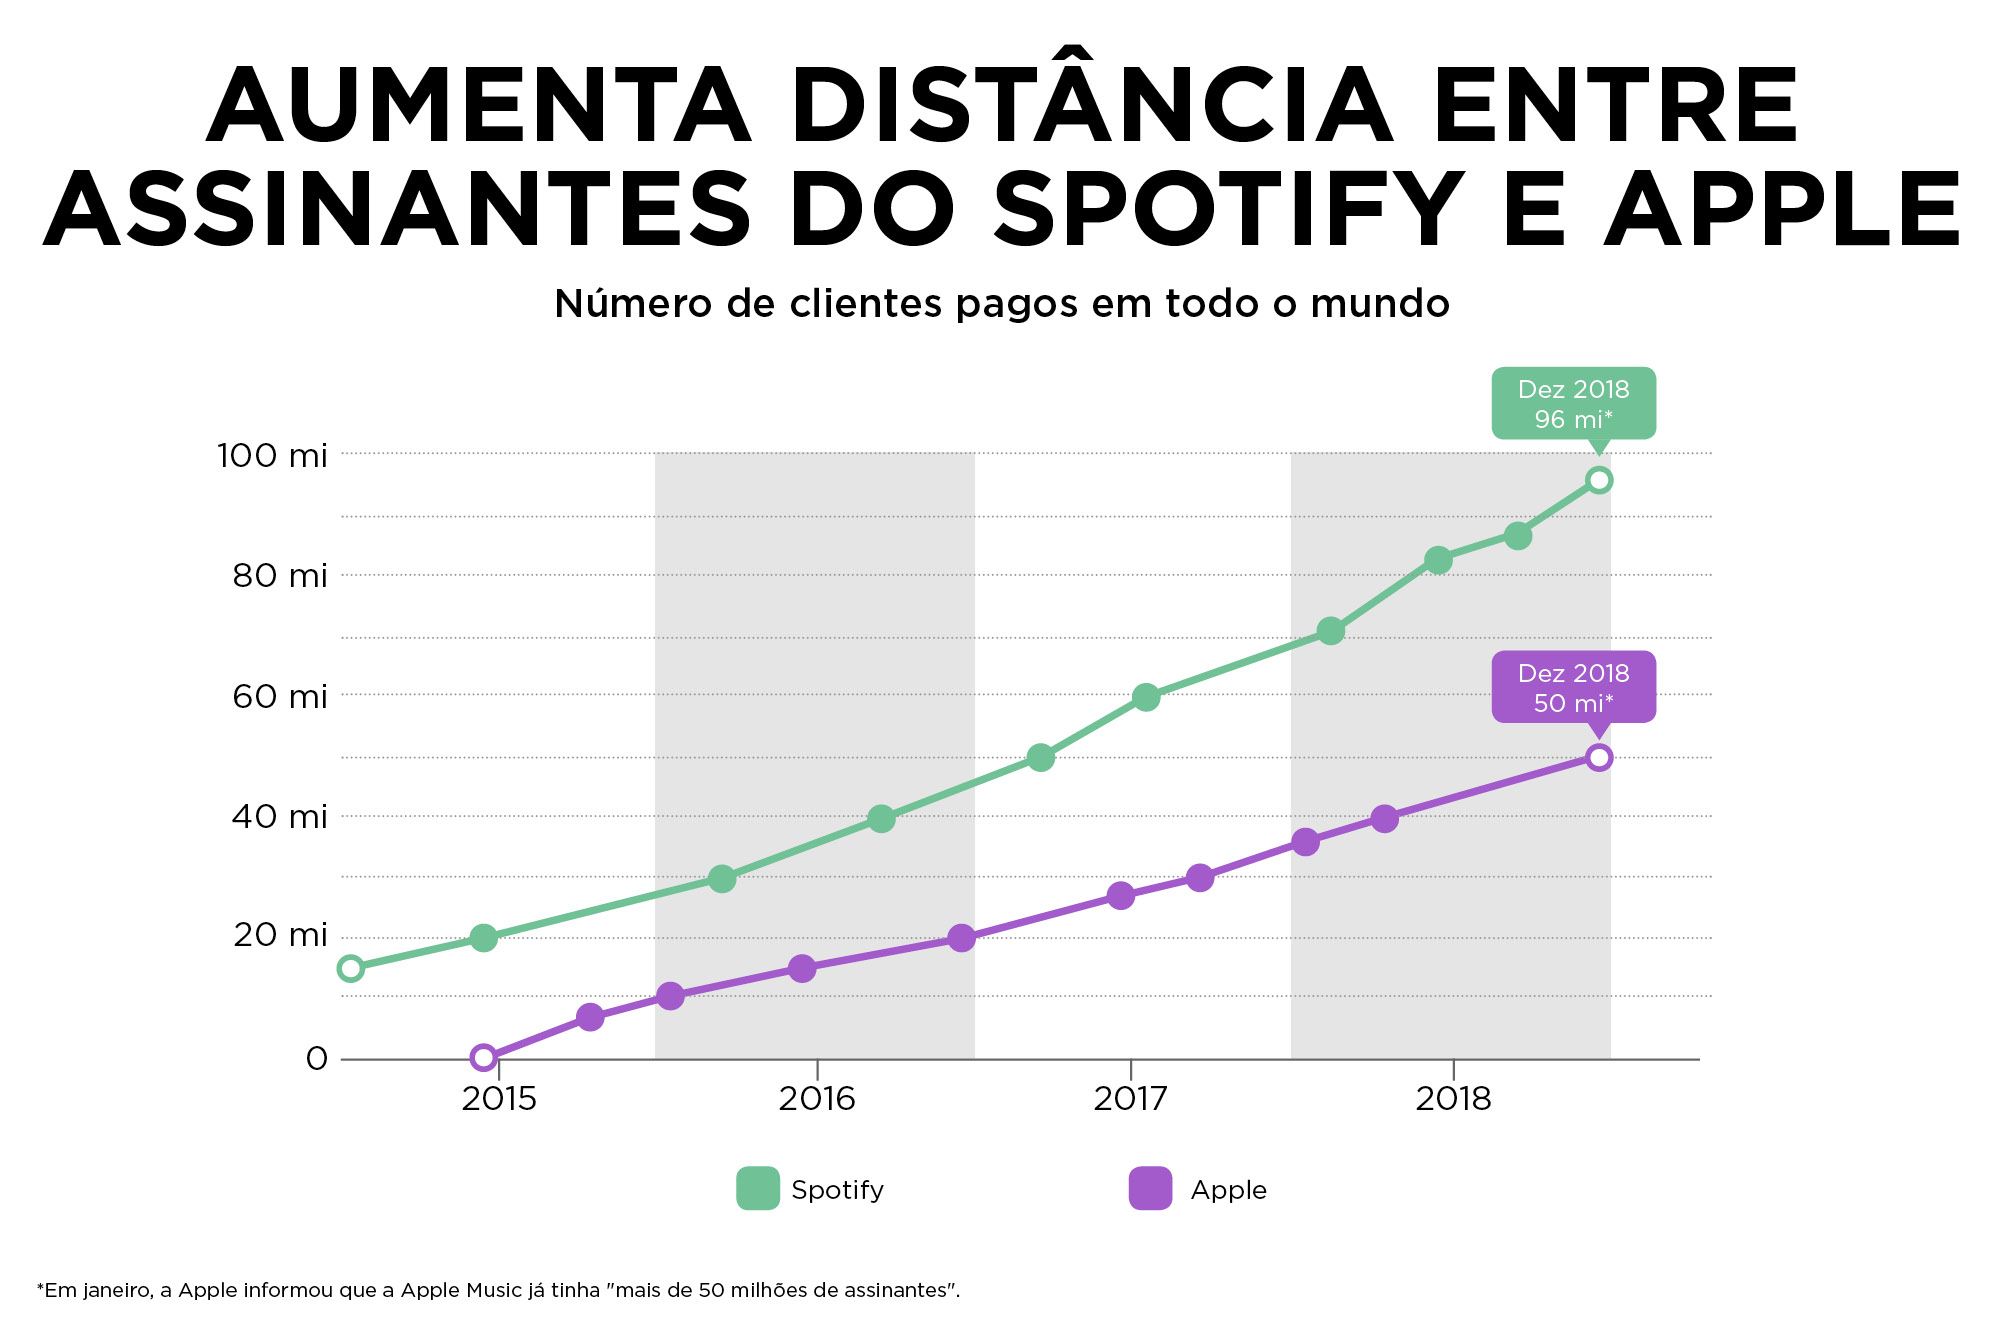 AUMENTA DISTÂNCIA ENTRE
ASSINANTES DO SPOTIFY E APPLE
Número de clientes pagos em todo o mundo
Dez 2018
96 mi*
100 mi
80 mi
60 mi
40 mi
20 mi
0
Dez 2018
50 mi*
2015
2016
2017
2018
Spotify
Apple
*Em janeiro, a Apple informou que a Apple Music já tinha "mais de 50 milhões de assinantes".